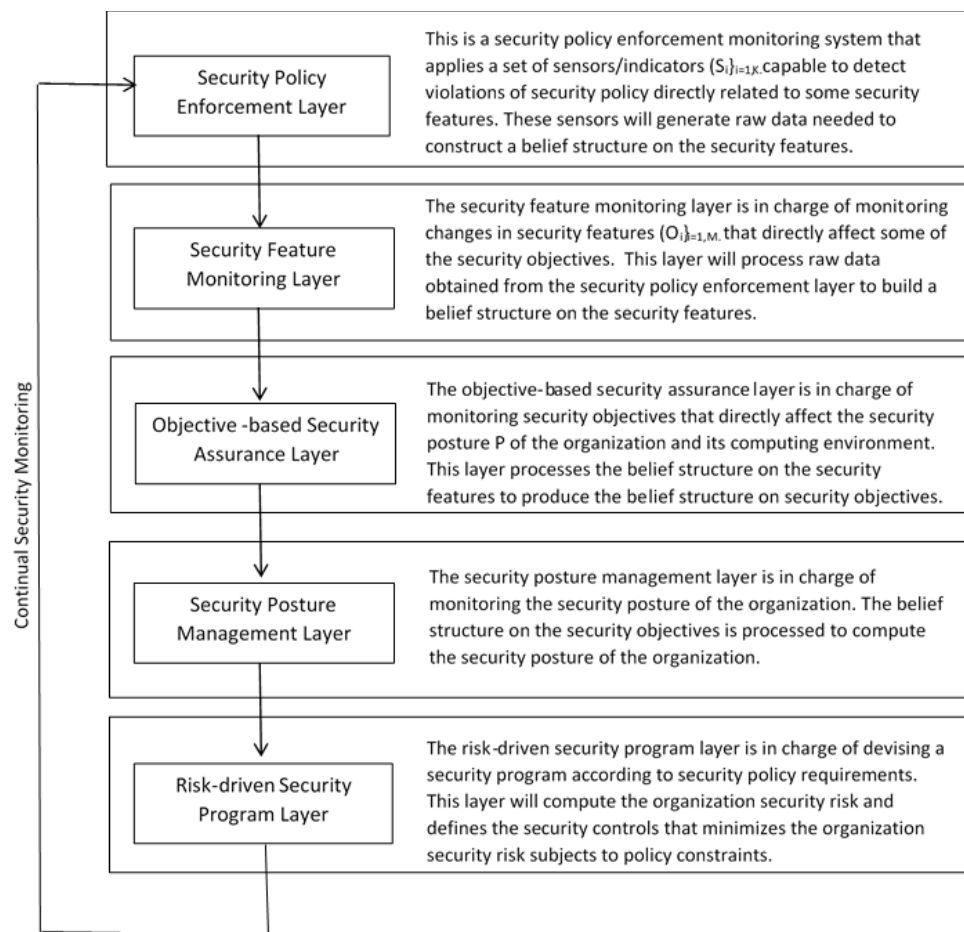 Continual Security Monitoring
Security Policy
Enforcement Layer
This is a security policy enforcement monitoring system that
applies a set of sensors/indicators (Sᵢ}ᵢ₌₁,K. capable to detect
violations of security policy directly related to some security
features. These sensors will generate raw data needed to
construct a belief structure on the security features.
Security Feature
Monitoring Layer
The security feature monitoring layer is in charge of monitoring
changes in security features (Oᵢ}ᵢ₌₁,M. that directly affect some of
the security objectives. This layer will process raw data
obtained from the security policy enforcement layer to build a
belief structure on the security features.
Objective -based Security
Assurance Layer
The objective-based security assurance layer is in charge of
monitoring security objectives that directly affect the security
posture P of the organization and its computing environment.
This layer processes the belief structure on the security
features to produce the belief structure on security objectives.
Security Posture
Management Layer
The security posture management layer is in charge of
monitoring the security posture of the organization. The belief
structure on the security objectives is processed to compute
the security posture of the organization.
Risk-driven Security
Program Layer
The risk-driven security program layer is in charge of devising a
security program according to security policy requirements.
This layer will compute the organization security risk and
defines the security controls that minimizes the organization
security risk subjects to policy constraints.